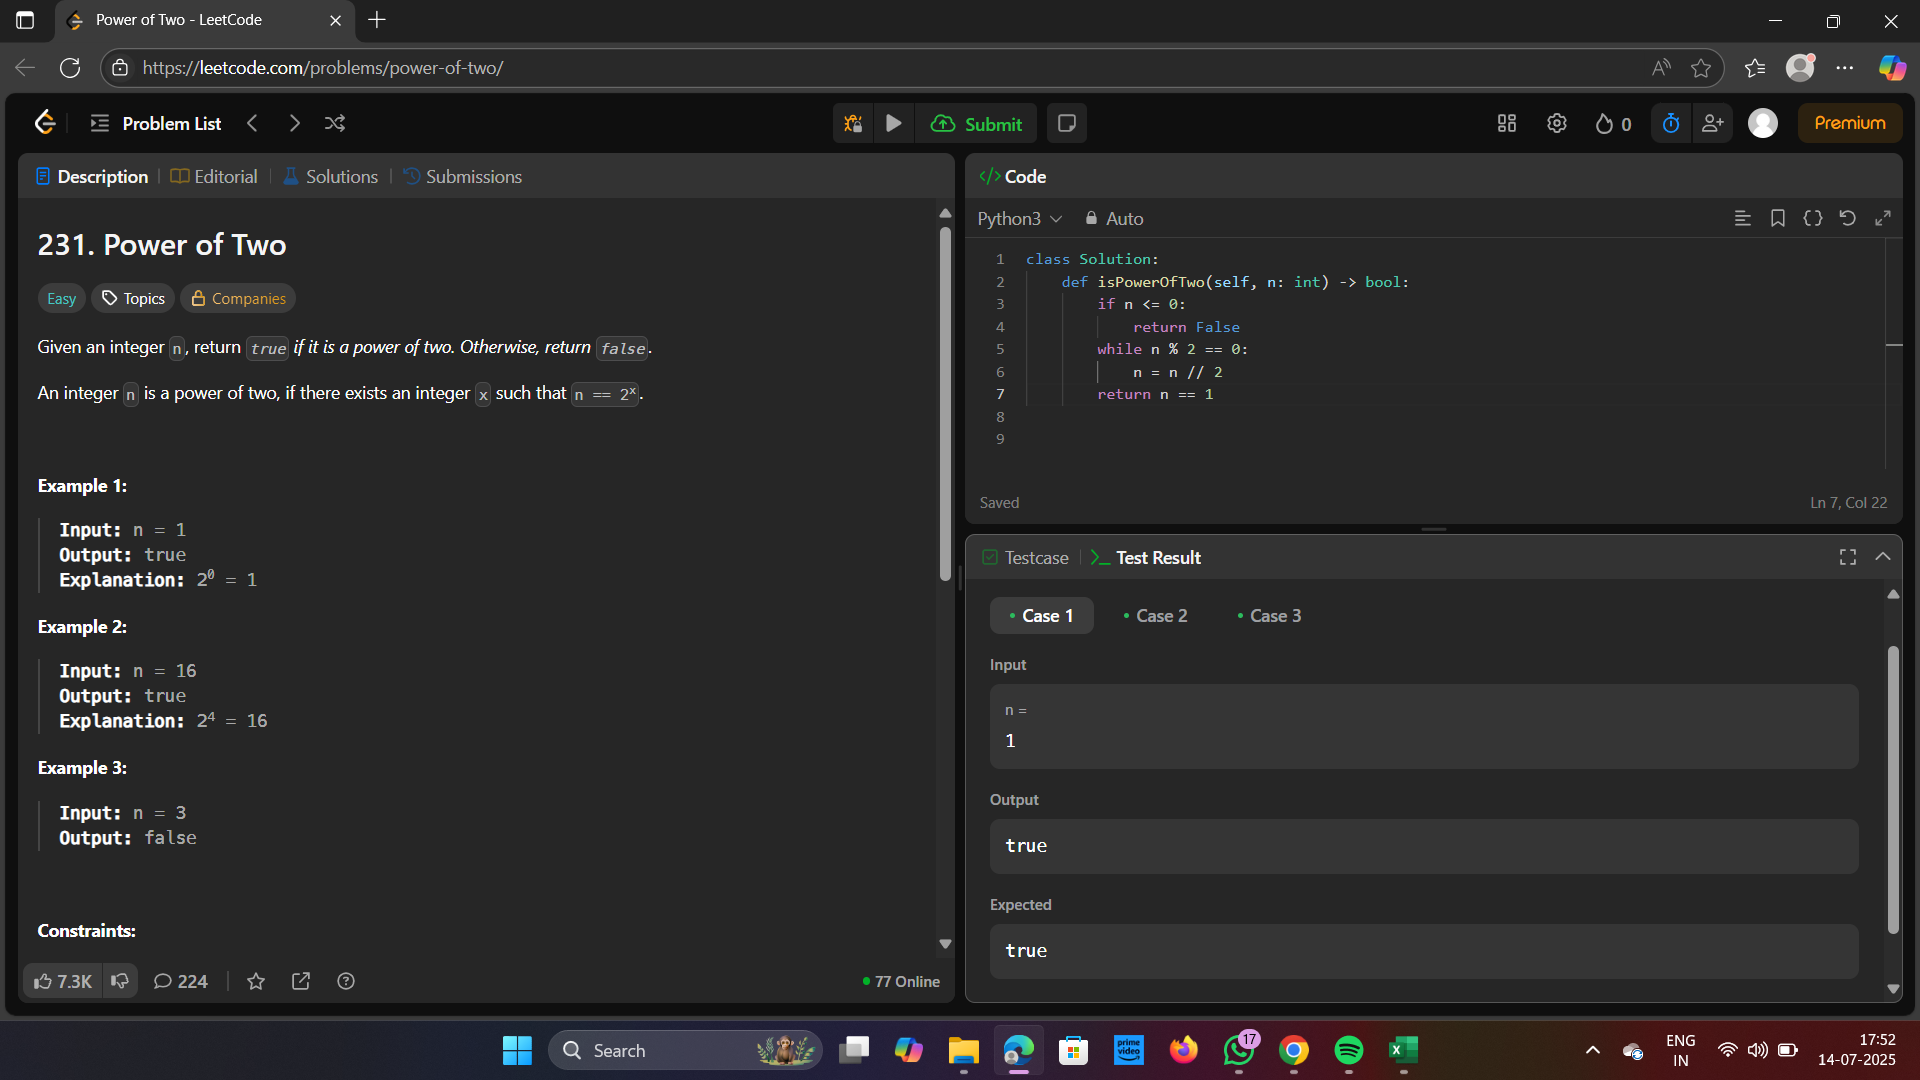 Power of Two - LeetCode
https://leetcode.com/problems/power-of-two/
Problem List
Submit
0
Premium
Description
Editorial
Solutions
Submissions
231. Power of Two
Easy
Topics
Companies
Given an integer n, return true if it is a power of two. Otherwise, return false.
An integer n is a power of two, if there exists an integer x such that n == 2ˣ.
Example 1:
Input: n = 1
Output: true
Explanation: 2⁰ = 1
Example 2:
Input: n = 16
Output: true
Explanation: 2⁴ = 16
Example 3:
Input: n = 3
Output: false
Constraints:
7.3K
224
77 Online
</> Code
Python3
Auto
1 class Solution:
2     def isPowerOfTwo(self, n: int) -> bool:
3         if n <= 0:
4             return False
5         while n % 2 == 0:
6             n = n // 2
7         return n == 1
8
9
Saved
Ln 7, Col 22
Testcase
Test Result
Case 1
Case 2
Case 3
Input
n =
1
Output
true
Expected
true
Search
prime video
17
ENG
IN
17:52
14-07-2025